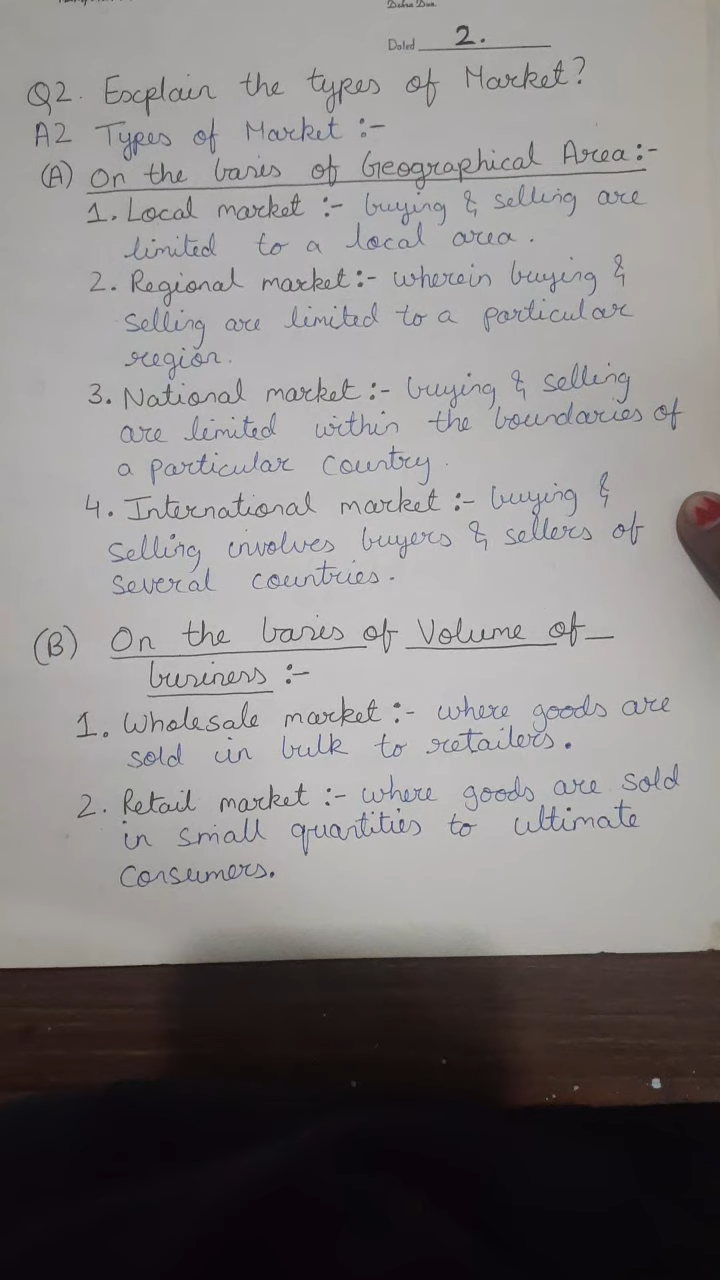 Dehra Dun
Dated 2.
Q2. Explain the types of Market?
A2 Types of Market :-
(A) On the basis of Geographical Area:-
1. Local market :- buying & selling are
limited to a local area.
2. Regional market:- wherein buying &
selling are limited to a particular
region.
3. National market:- buying & selling
are limited within the boundaries of
a particular country.
4. International market :- buying &
selling involves buyers & sellers of
several countries.
(B) On the basis of Volume of
business :-
1. Wholesale market :- where goods are
sold in bulk to retailers.
2. Retail market :- where goods are sold
in small quantities to ultimate
consumers.